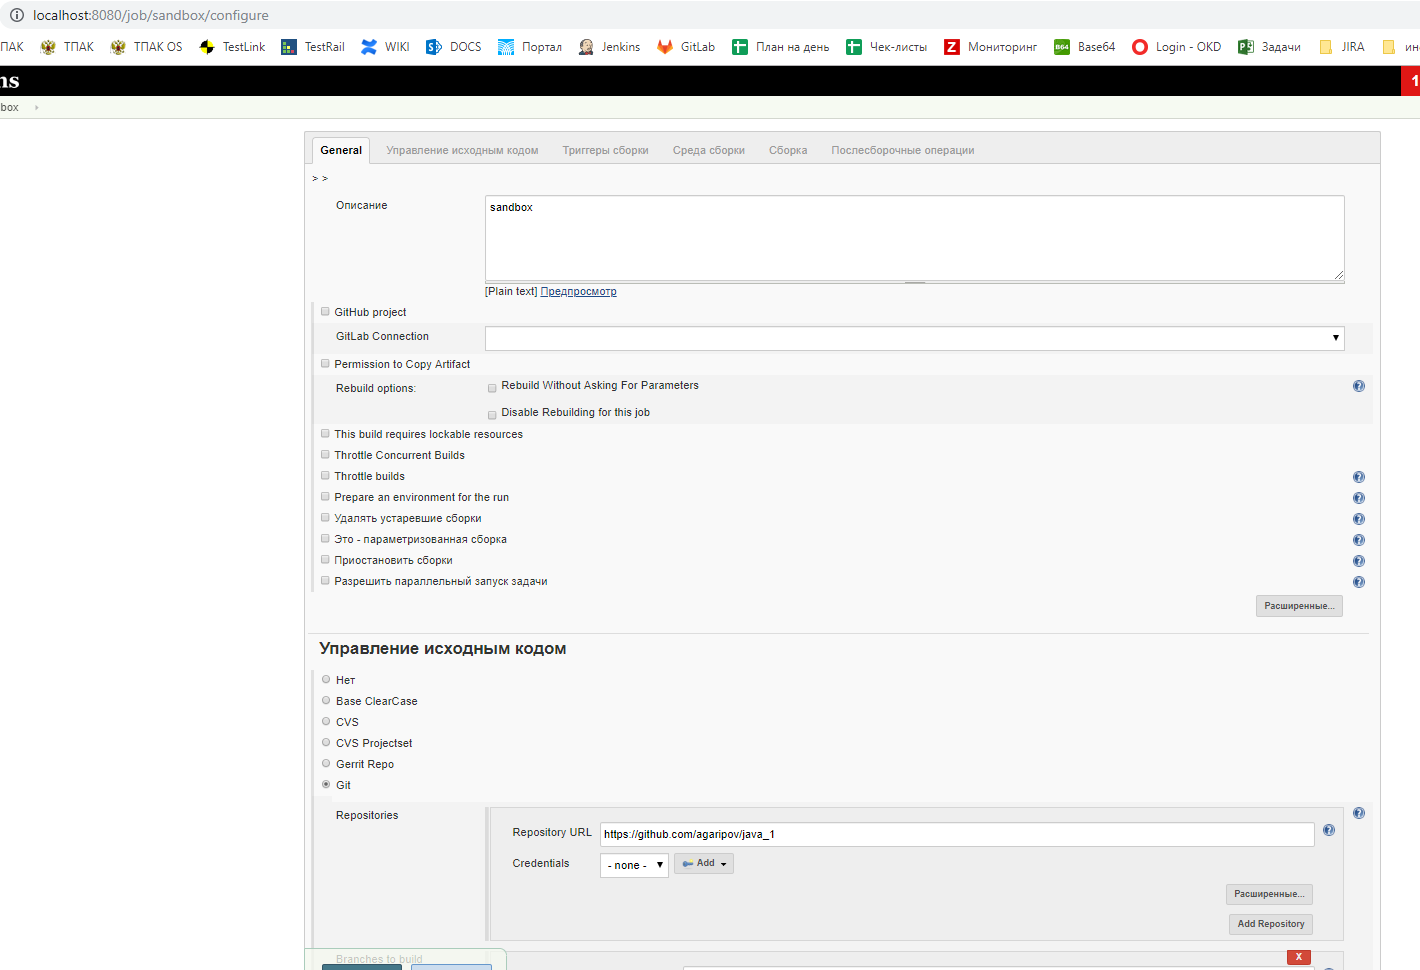 localhost:8080/job/sandbox/configure
ПАК ТПАК ТПАК OS TestLink TestRail WIKI DOCS Портал Jenkins GitLab План на день Чек-листы Мониторинг Base64 Login - OKD Задачи JIRA ин
ns 1
box
General Управление исходным кодом Триггеры сборки Среда сборки Сборка Послесборочные операции
> >
Описание sandbox
[Plain text] Предпросмотр
GitHub project
GitLab Connection
Permission to Copy Artifact
Rebuild options: Rebuild Without Asking For Parameters
Disable Rebuilding for this job
This build requires lockable resources
Throttle Concurrent Builds
Throttle builds
Prepare an environment for the run
Удалять устаревшие сборки
Это - параметризованная сборка
Приостановить сборки
Разрешить параллельный запуск задачи
Расширенные...
Управление исходным кодом
Нет
Base ClearCase
CVS
CVS Projectset
Gerrit Repo
Git
Repositories
Repository URL https://github.com/agaripov/java_1
Credentials - none - Add
Расширенные...
Add Repository
Branches to build X